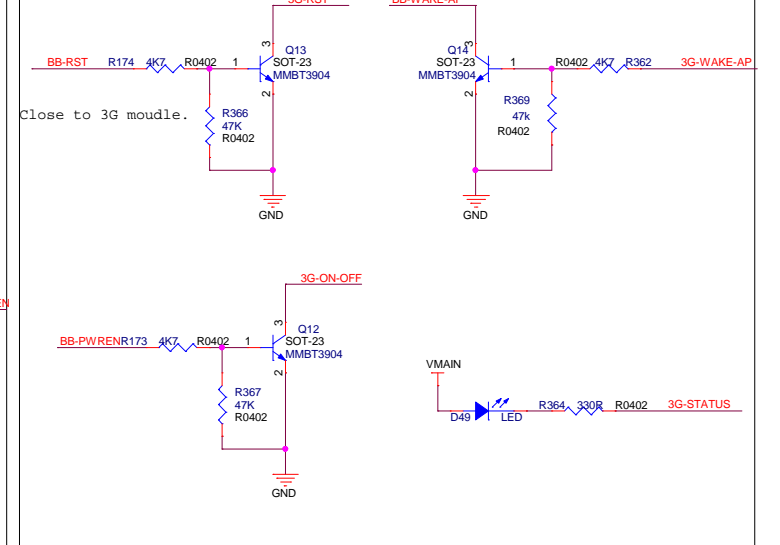 3G-RST
BB-WAKE-AP
BB-RST R174 4K7 R0402 1 3 Q13
SOT-23
MMBT3904
2
Close to 3G moudle.
R366
47K
R0402
GND
3 Q14
SOT-23
MMBT3904
1 R0402 4K7 R362 3G-WAKE-AP
2
R369
47k
R0402
GND
EN
3G-ON-OFF
BB-PWREN R173 4K7 R0402 1 3 Q12
SOT-23
MMBT3904
2
R367
47K
R0402
GND
VMAIN
D49 LED R364 330R R0402 3G-STATUS